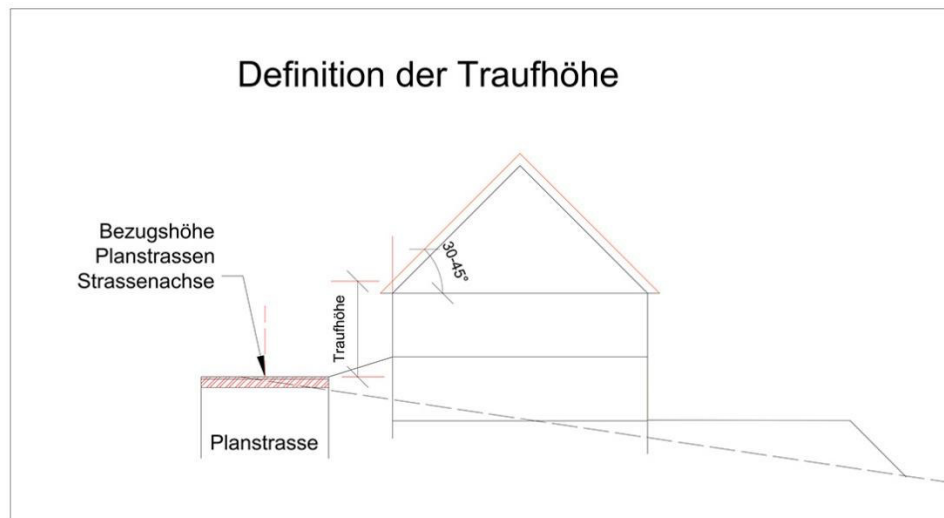 Definition der Traufhöhe
Bezugshöhe
Planstrassen
Strassenachse
30-45°
Traufhöhe
Planstrasse